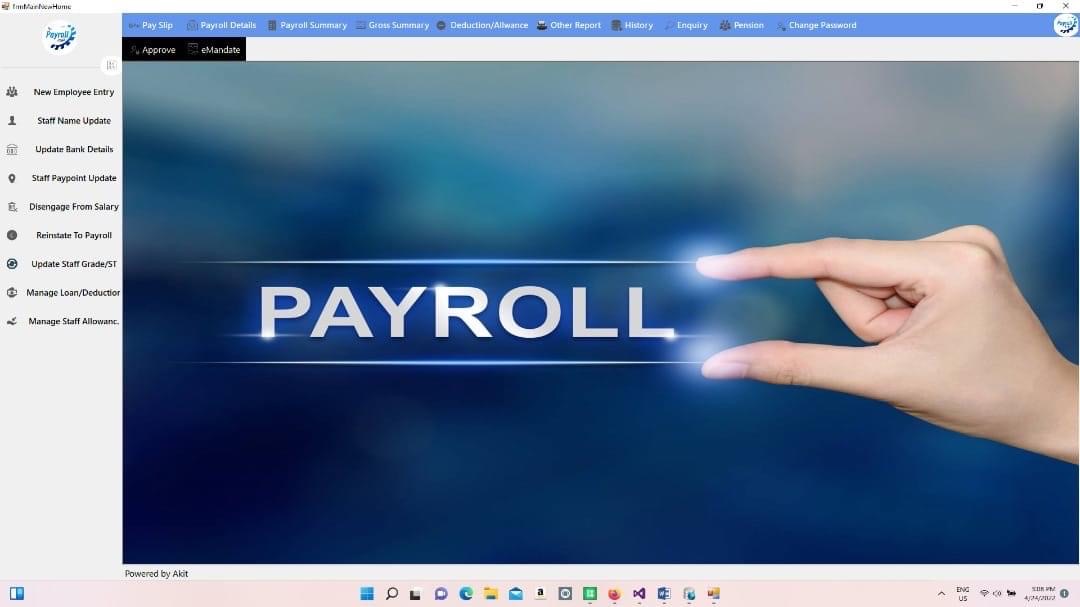 frmMainNewHome
Payroll
Pay Slip Payroll Details Payroll Summary Gross Summary Deduction/Allwance Other Report History Enquiry Pension Change Password
Payroll
Approve eMandate
New Employee Entry
Staff Name Update
Update Bank Details
Staff Paypoint Update
Disengage From Salary
Reinstate To Payroll
Update Staff Grade/ST
Manage Loan/Deduction
Manage Staff Allowanc.
PAYROLL
Powered by Akit
ENG
US
5:08 PM
4/24/2022